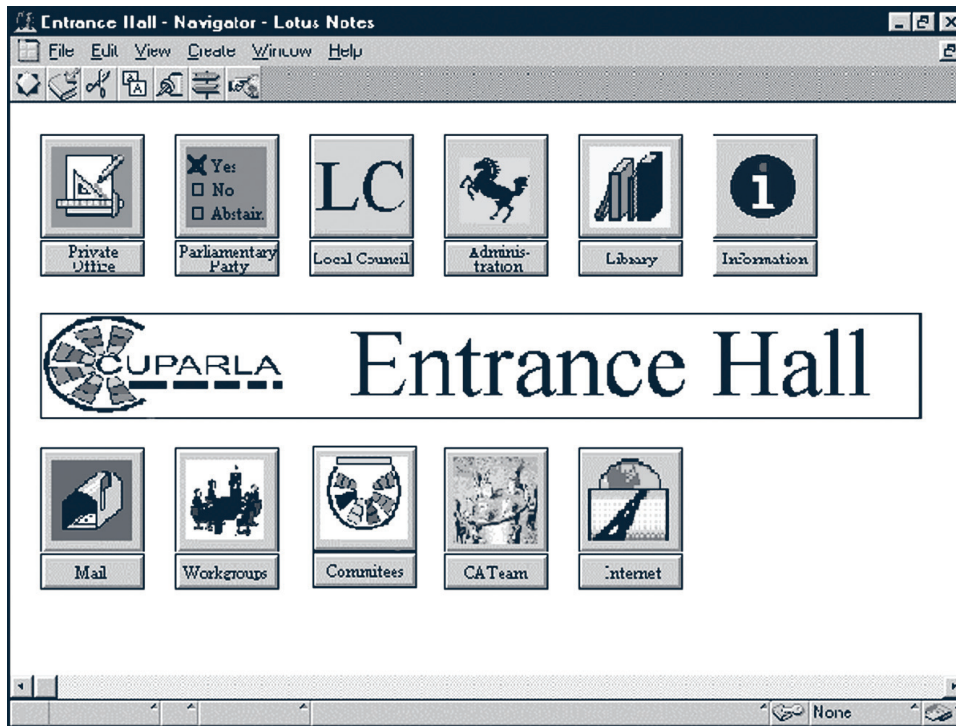 Entrance Hall - Navigator - Lotus Notes
File Edit View Create Window Help
Yes
No
Abstain
LC
i
Private
Office
Parliamentary
Party
Local Council
Adminis-
tration
Library
Information
CUPARLA
Entrance Hall
Mail
Workgroups
Commitees
CATeam
Internet
None